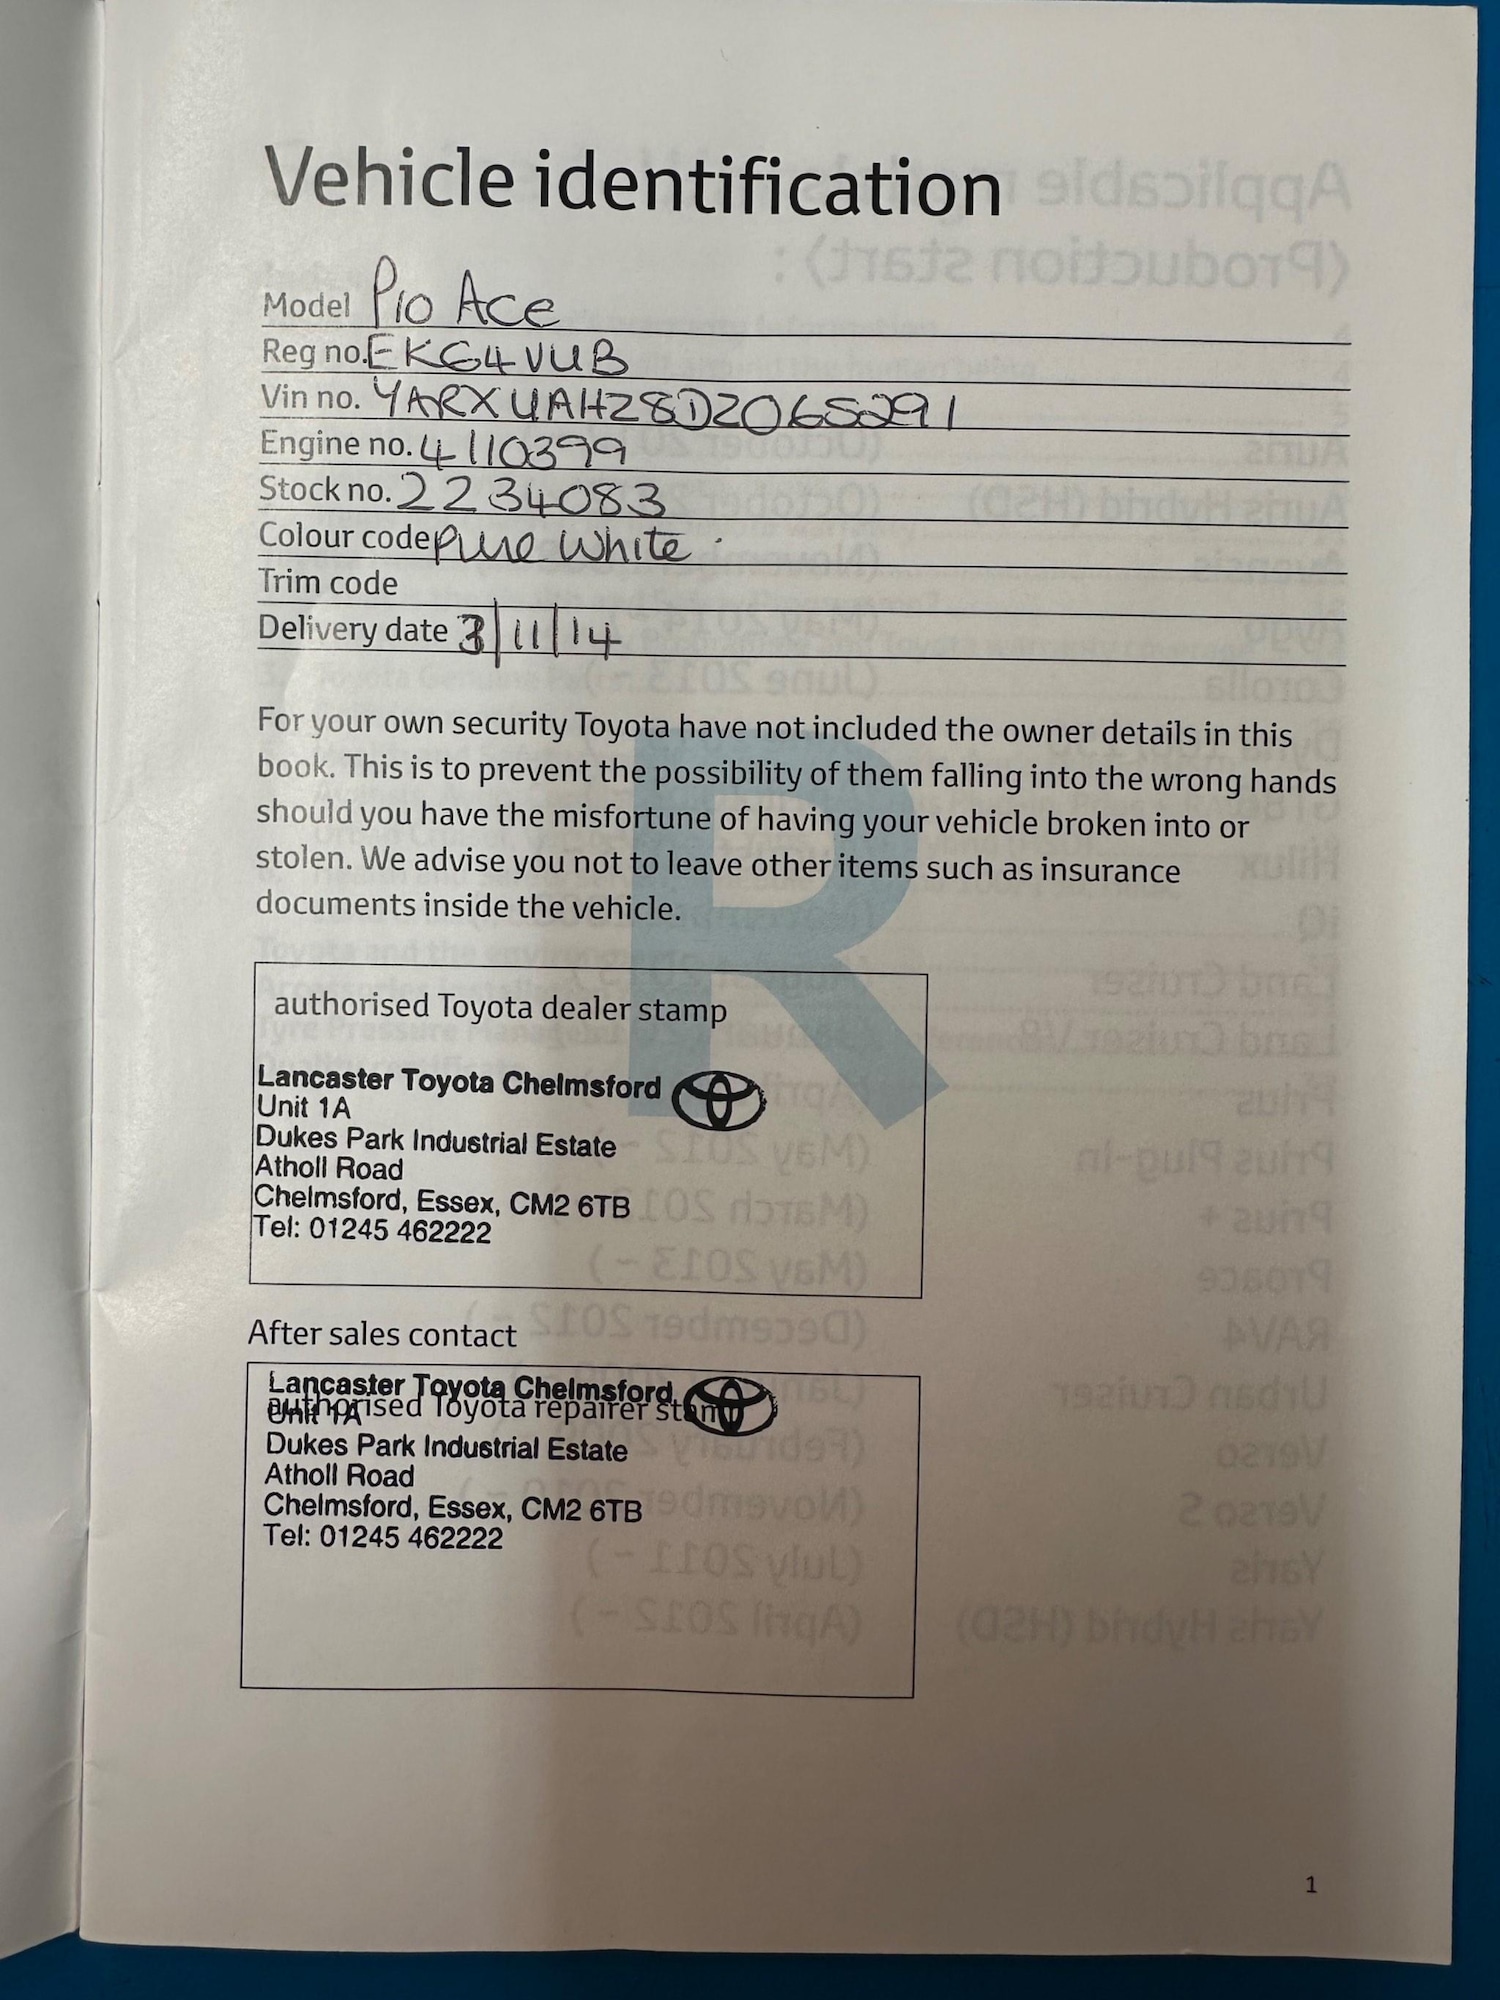 Vehicle identification
Model Pro Ace
Reg no. EK64VUB
Vin no. YARXUAHZ8DZ065291
Engine no. 4110399
Stock no. 2234083
Colour code Pure White.
Trim code
Delivery date 3/11/14
For your own security Toyota have not included the owner details in this
book. This is to prevent the possibility of them falling into the wrong hands
should you have the misfortune of having your vehicle broken into or
stolen. We advise you not to leave other items such as insurance
documents inside the vehicle.
R
authorised Toyota dealer stamp
Lancaster Toyota Chelmsford
Unit 1A
Dukes Park Industrial Estate
Atholl Road
Chelmsford, Essex, CM2 6TB
Tel: 01245 462222
After sales contact
Lancaster Toyota Chelmsford
authorised Toyota repairer stamp
Unit 1A
Dukes Park Industrial Estate
Atholl Road
Chelmsford, Essex, CM2 6TB
Tel: 01245 462222
1